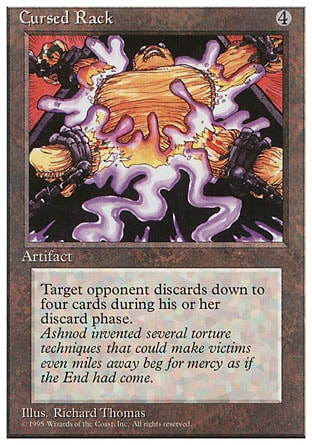 Cursed Rack 4
Artifact
Target opponent discards down to
four cards during his or her
discard phase.
Ashnod invented several torture
techniques that could make victims
even miles away beg for mercy as if
the End had come.
Illus. Richard Thomas
© 1995 Wizards of the Coast, Inc. All rights reserved.